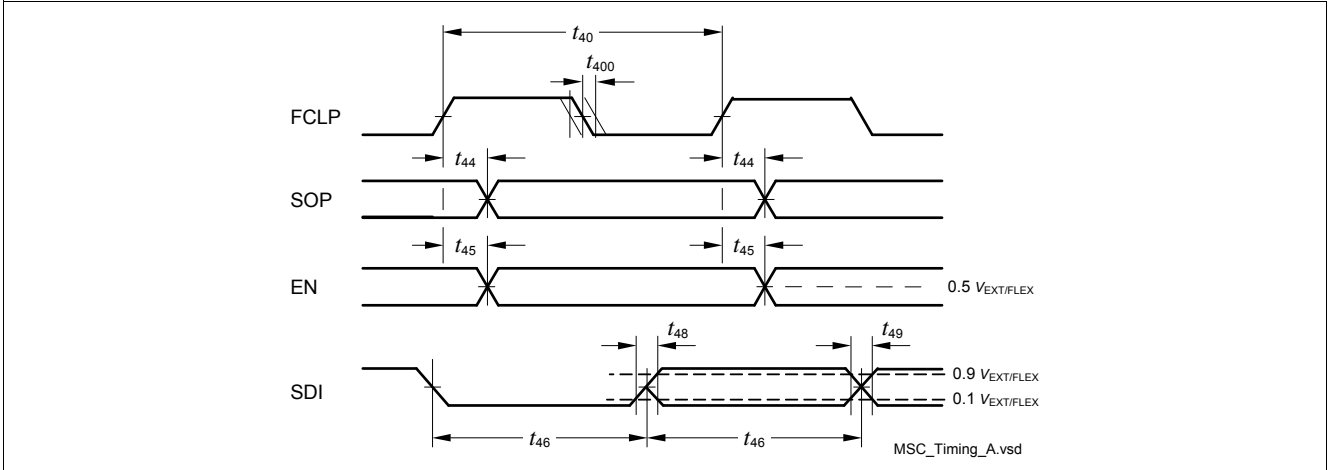 t40
t400
FCLP
t44 t44
SOP
t45 t45
EN 0.5 VEXT/FLEX
t48 t49
SDI 0.9 VEXT/FLEX
0.1 VEXT/FLEX
t46 t46
MSC_Timing_A.vsd